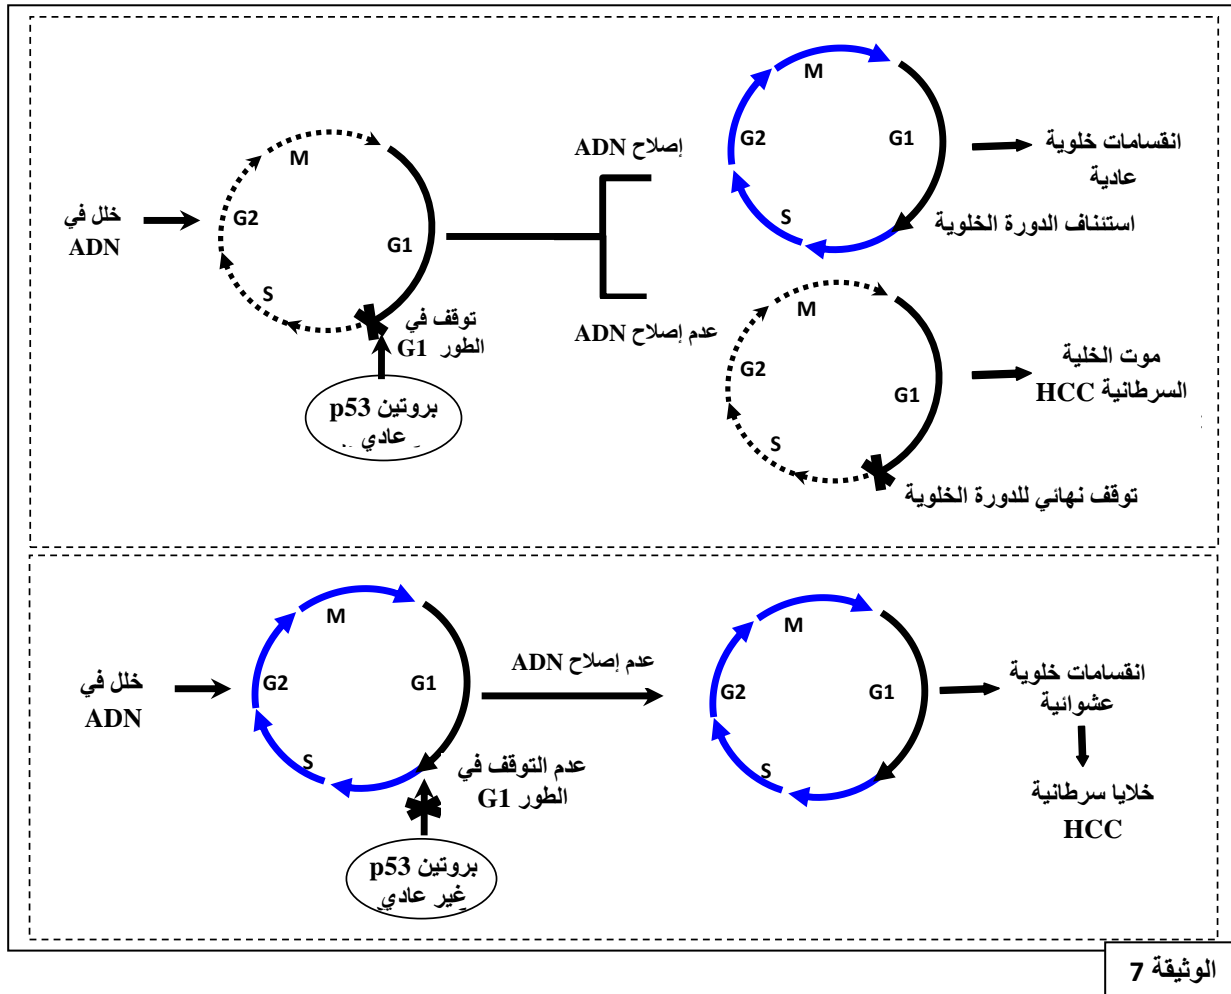 خلل في
ADN
M
G2
G1
S
توقف في
الطور G1
بروتين p53
عادي
إصلاح ADN
M
G2
G1
S
انقسامات خلوية
عادية
استئناف الدورة الخلوية
عدم إصلاح ADN
M
G2
G1
S
موت الخلية
السرطانية HCC
توقف نهائي للدورة الخلوية
خلل في
ADN
M
G2
G1
S
عدم التوقف في
الطور G1
بروتين p53
غير عادي
عدم إصلاح ADN
M
G2
G1
S
انقسامات خلوية
عشوائية
خلايا سرطانية
HCC
الوثيقة 7